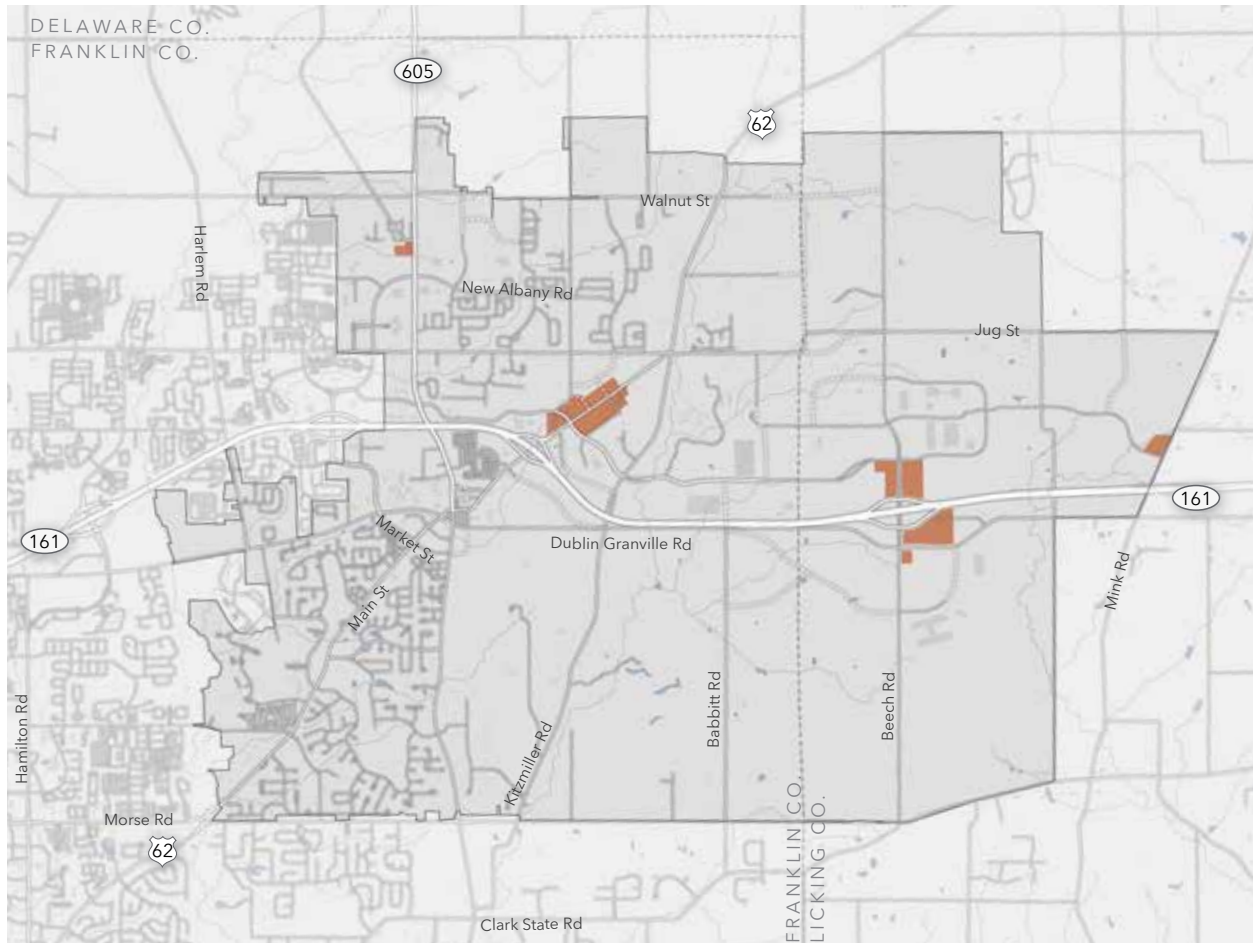 DELAWARE CO.
FRANKLIN CO.
605
62
Walnut St
Harlem Rd
New Albany Rd
Jug St
161
161
Market St
Dublin Granville Rd
Main St
Mink Rd
Hamilton Rd
Babbitt Rd
Beech Rd
Kitzmiller Rd
Morse Rd
62
FRANKLIN CO.
LICKING CO.
Clark State Rd